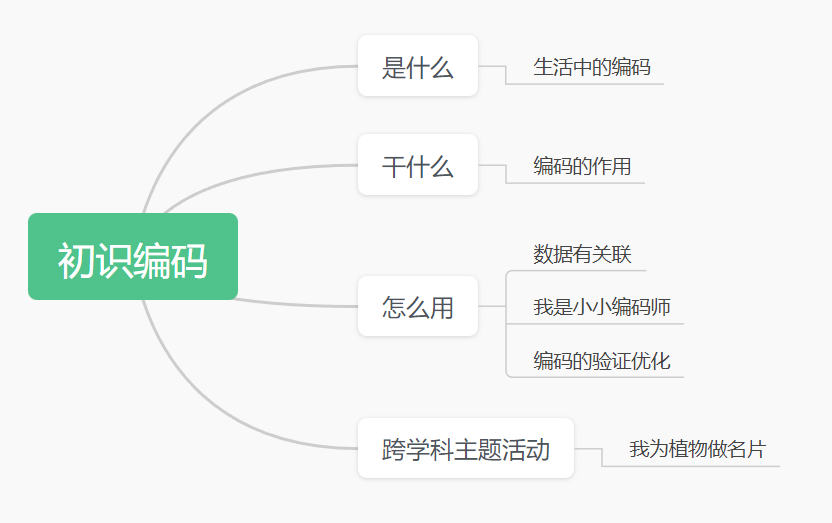 初识编码
是什么
生活中的编码
干什么
编码的作用
怎么用
数据有关联
我是小小编码师
编码的验证优化
跨学科主题活动
我为植物做名片